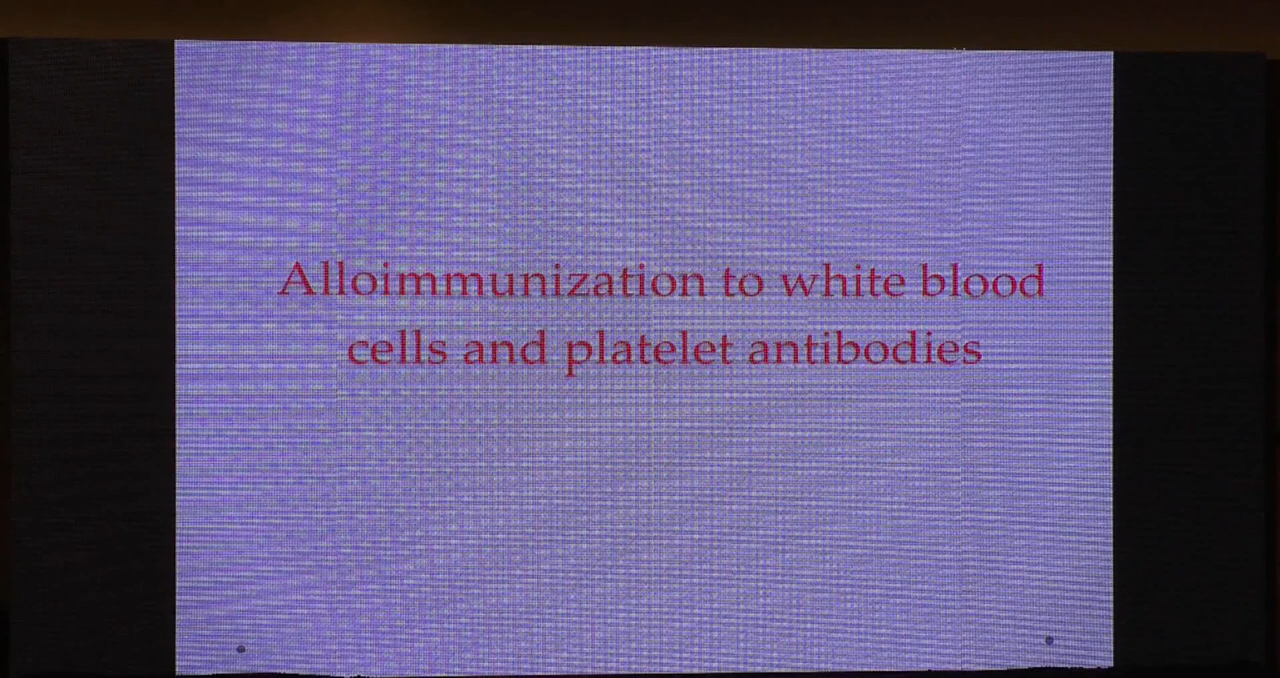 Alloimmunization to white blood
cells and platelet antibodies